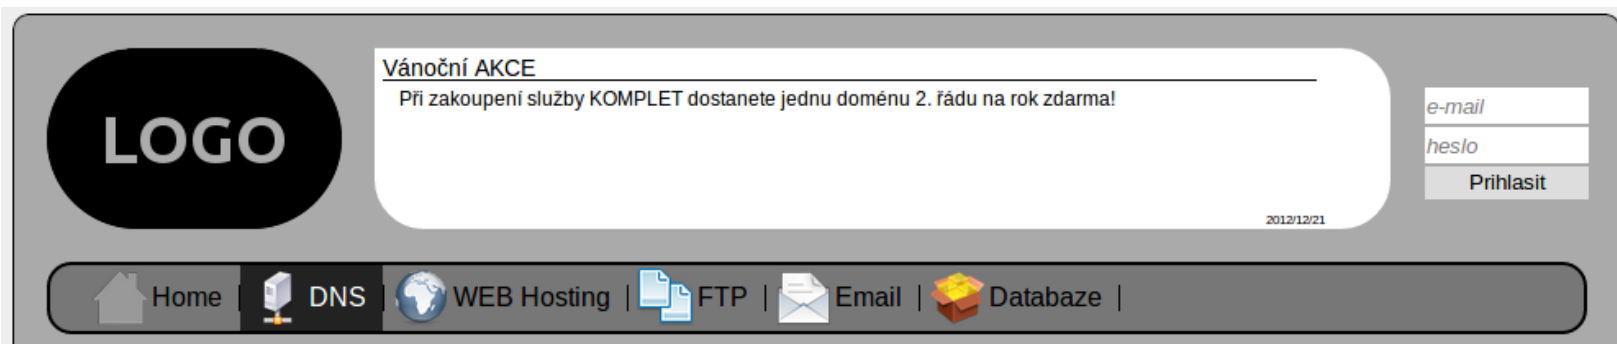 LOGO
Vánoční AKCE
Při zakoupení služby KOMPLET dostanete jednu doménu 2. řádu na rok zdarma!
2012/12/21
e-mail
heslo
Prihlasit
Home | DNS | WEB Hosting | FTP | Email | Databaze |